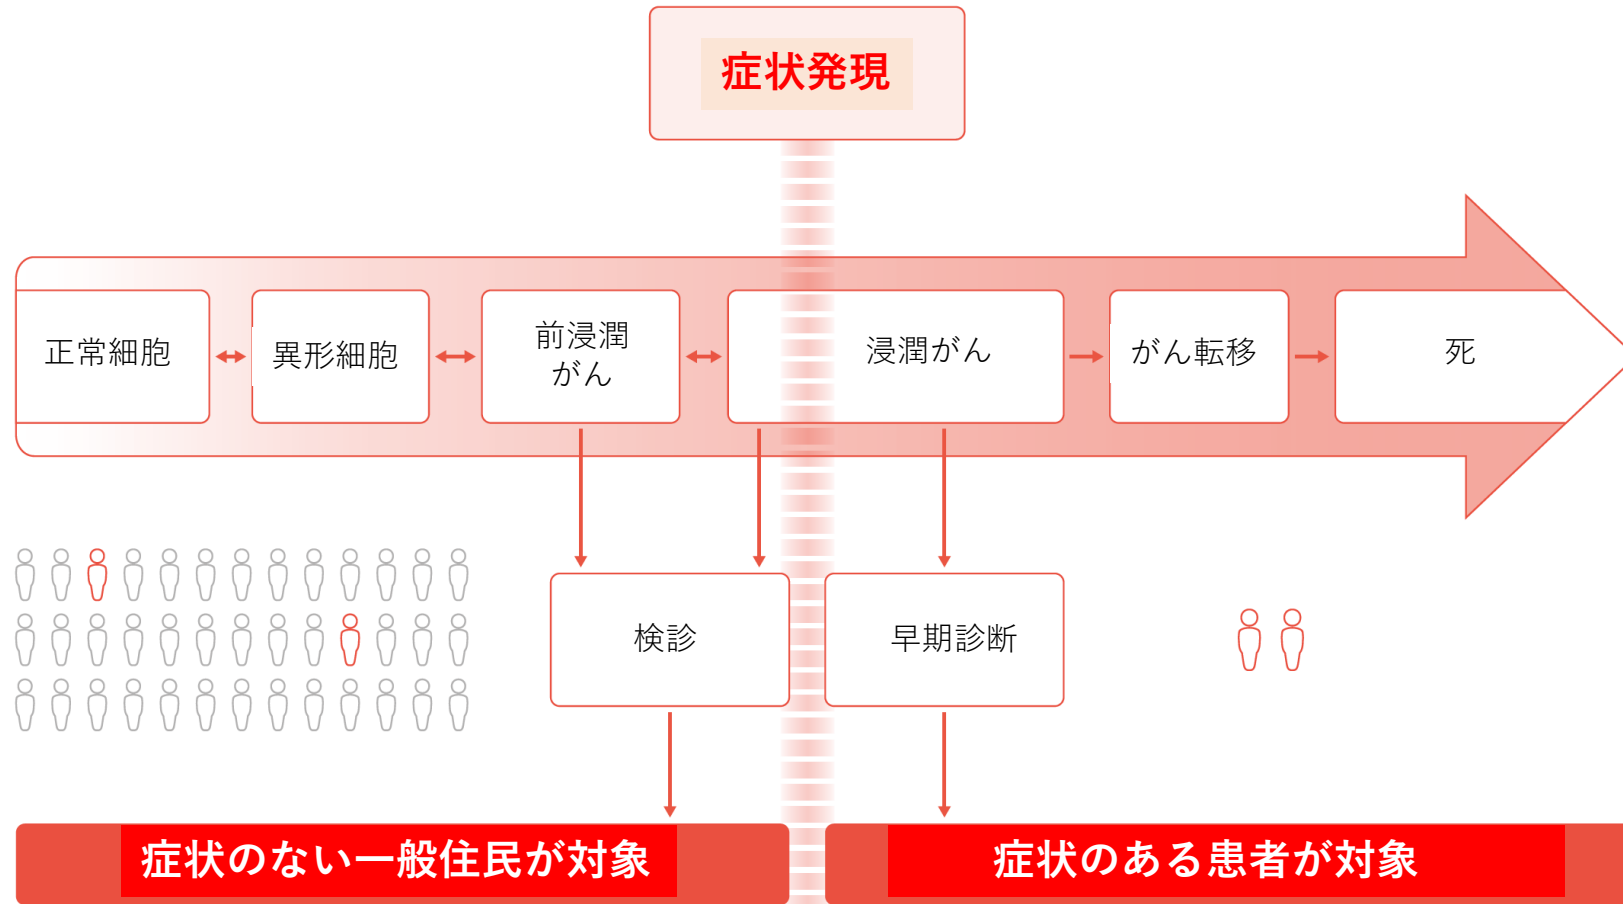 症状発現
正常細胞
異形細胞
前浸潤
がん
浸潤がん
がん転移
死
検診
早期診断
症状のない一般住民が対象
症状のある患者が対象